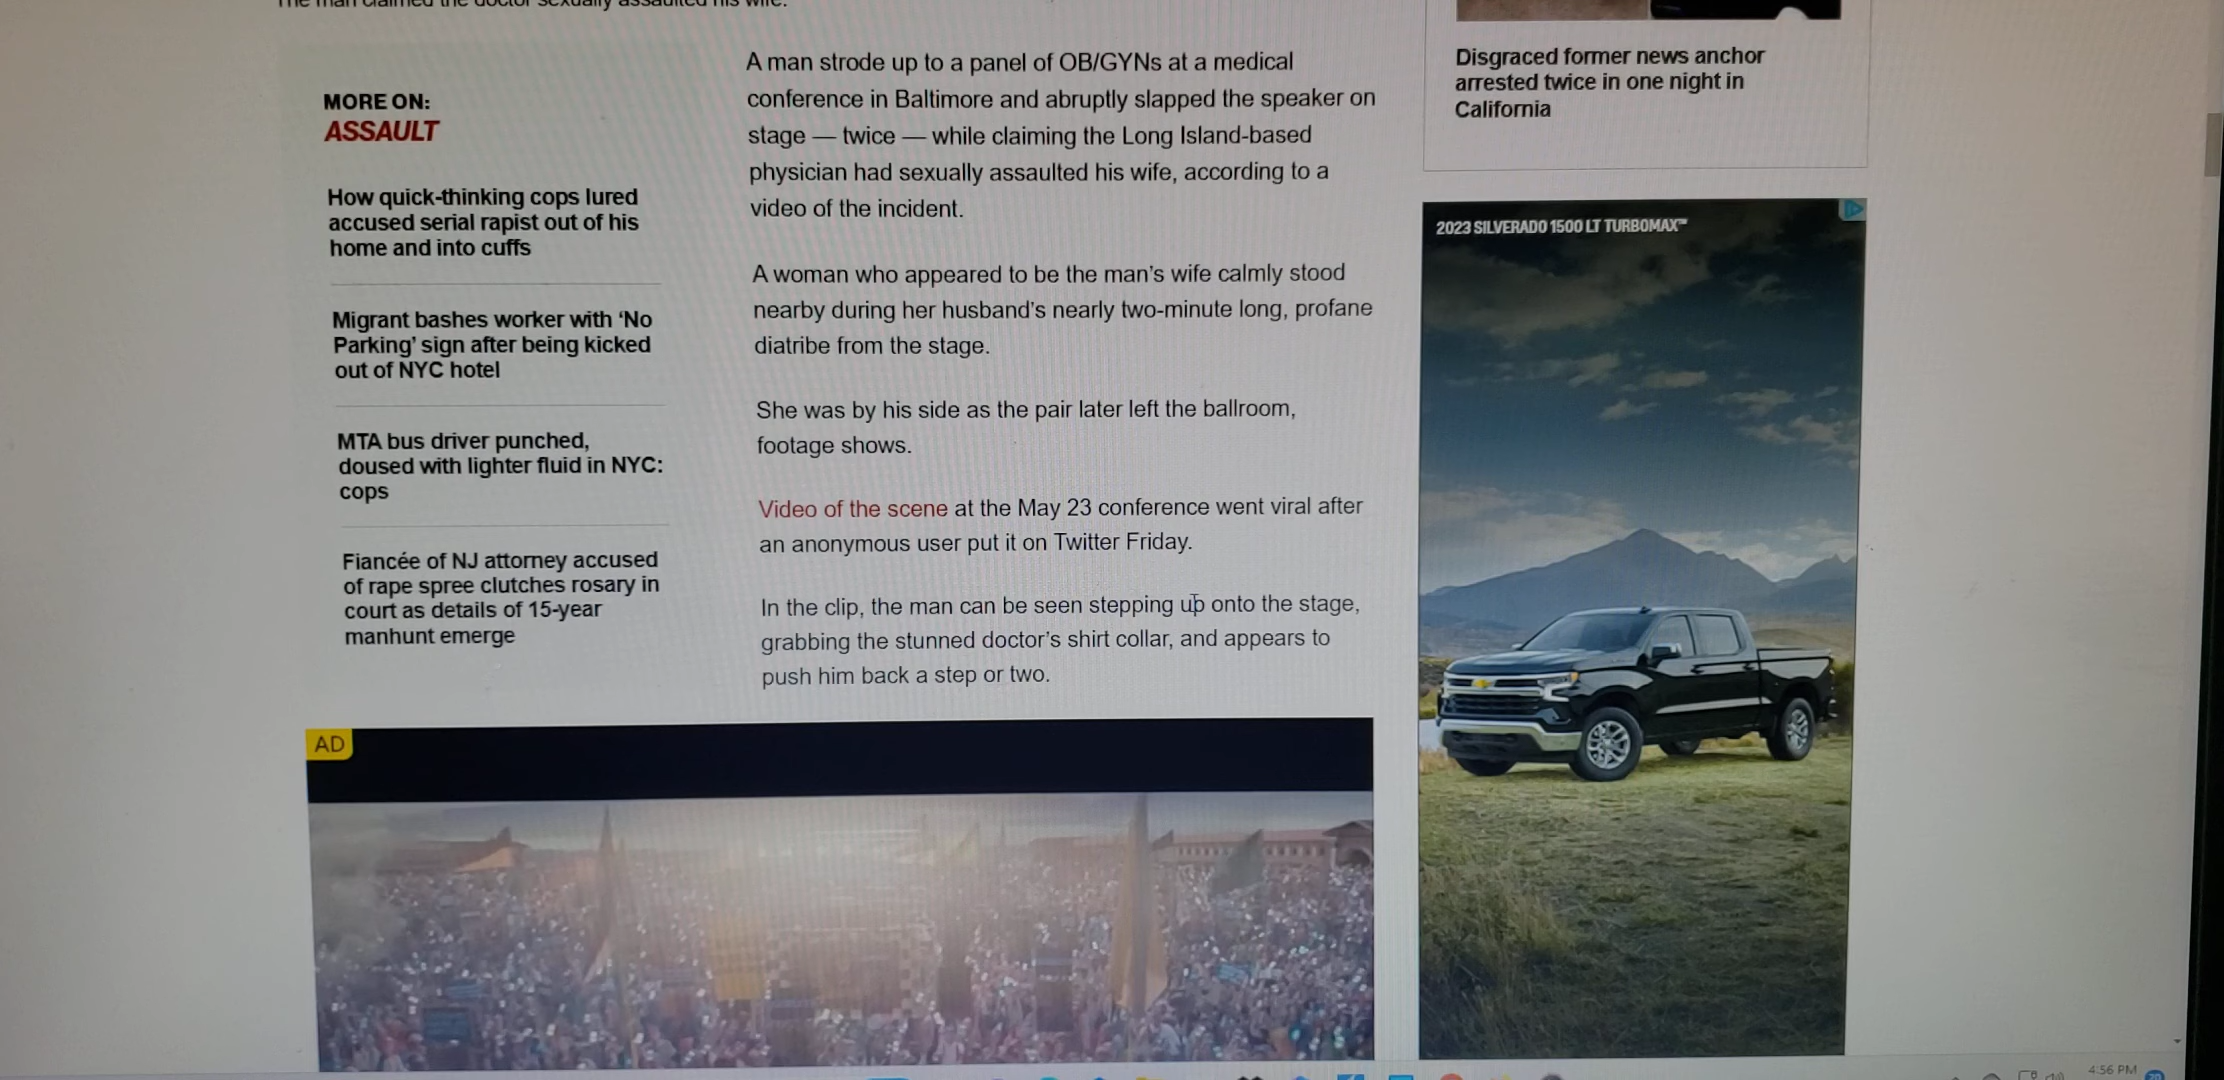 The man claimed the doctor sexually assaulted his wife.
MORE ON:
ASSAULT
How quick-thinking cops lured
accused serial rapist out of his
home and into cuffs
Migrant bashes worker with ‘No
Parking’ sign after being kicked
out of NYC hotel
MTA bus driver punched,
doused with lighter fluid in NYC:
cops
Fiancée of NJ attorney accused
of rape spree clutches rosary in
court as details of 15-year
manhunt emerge
A man strode up to a panel of OB/GYNs at a medical
conference in Baltimore and abruptly slapped the speaker on
stage — twice — while claiming the Long Island-based
physician had sexually assaulted his wife, according to a
video of the incident.
A woman who appeared to be the man’s wife calmly stood
nearby during her husband’s nearly two-minute long, profane
diatribe from the stage.
She was by his side as the pair later left the ballroom,
footage shows.
Video of the scene at the May 23 conference went viral after
an anonymous user put it on Twitter Friday.
In the clip, the man can be seen stepping up onto the stage,
grabbing the stunned doctor’s shirt collar, and appears to
push him back a step or two.
AD
Disgraced former news anchor
arrested twice in one night in
California
2023 SILVERADO 1500 LT TURBOMAX™
4:56 PM
20